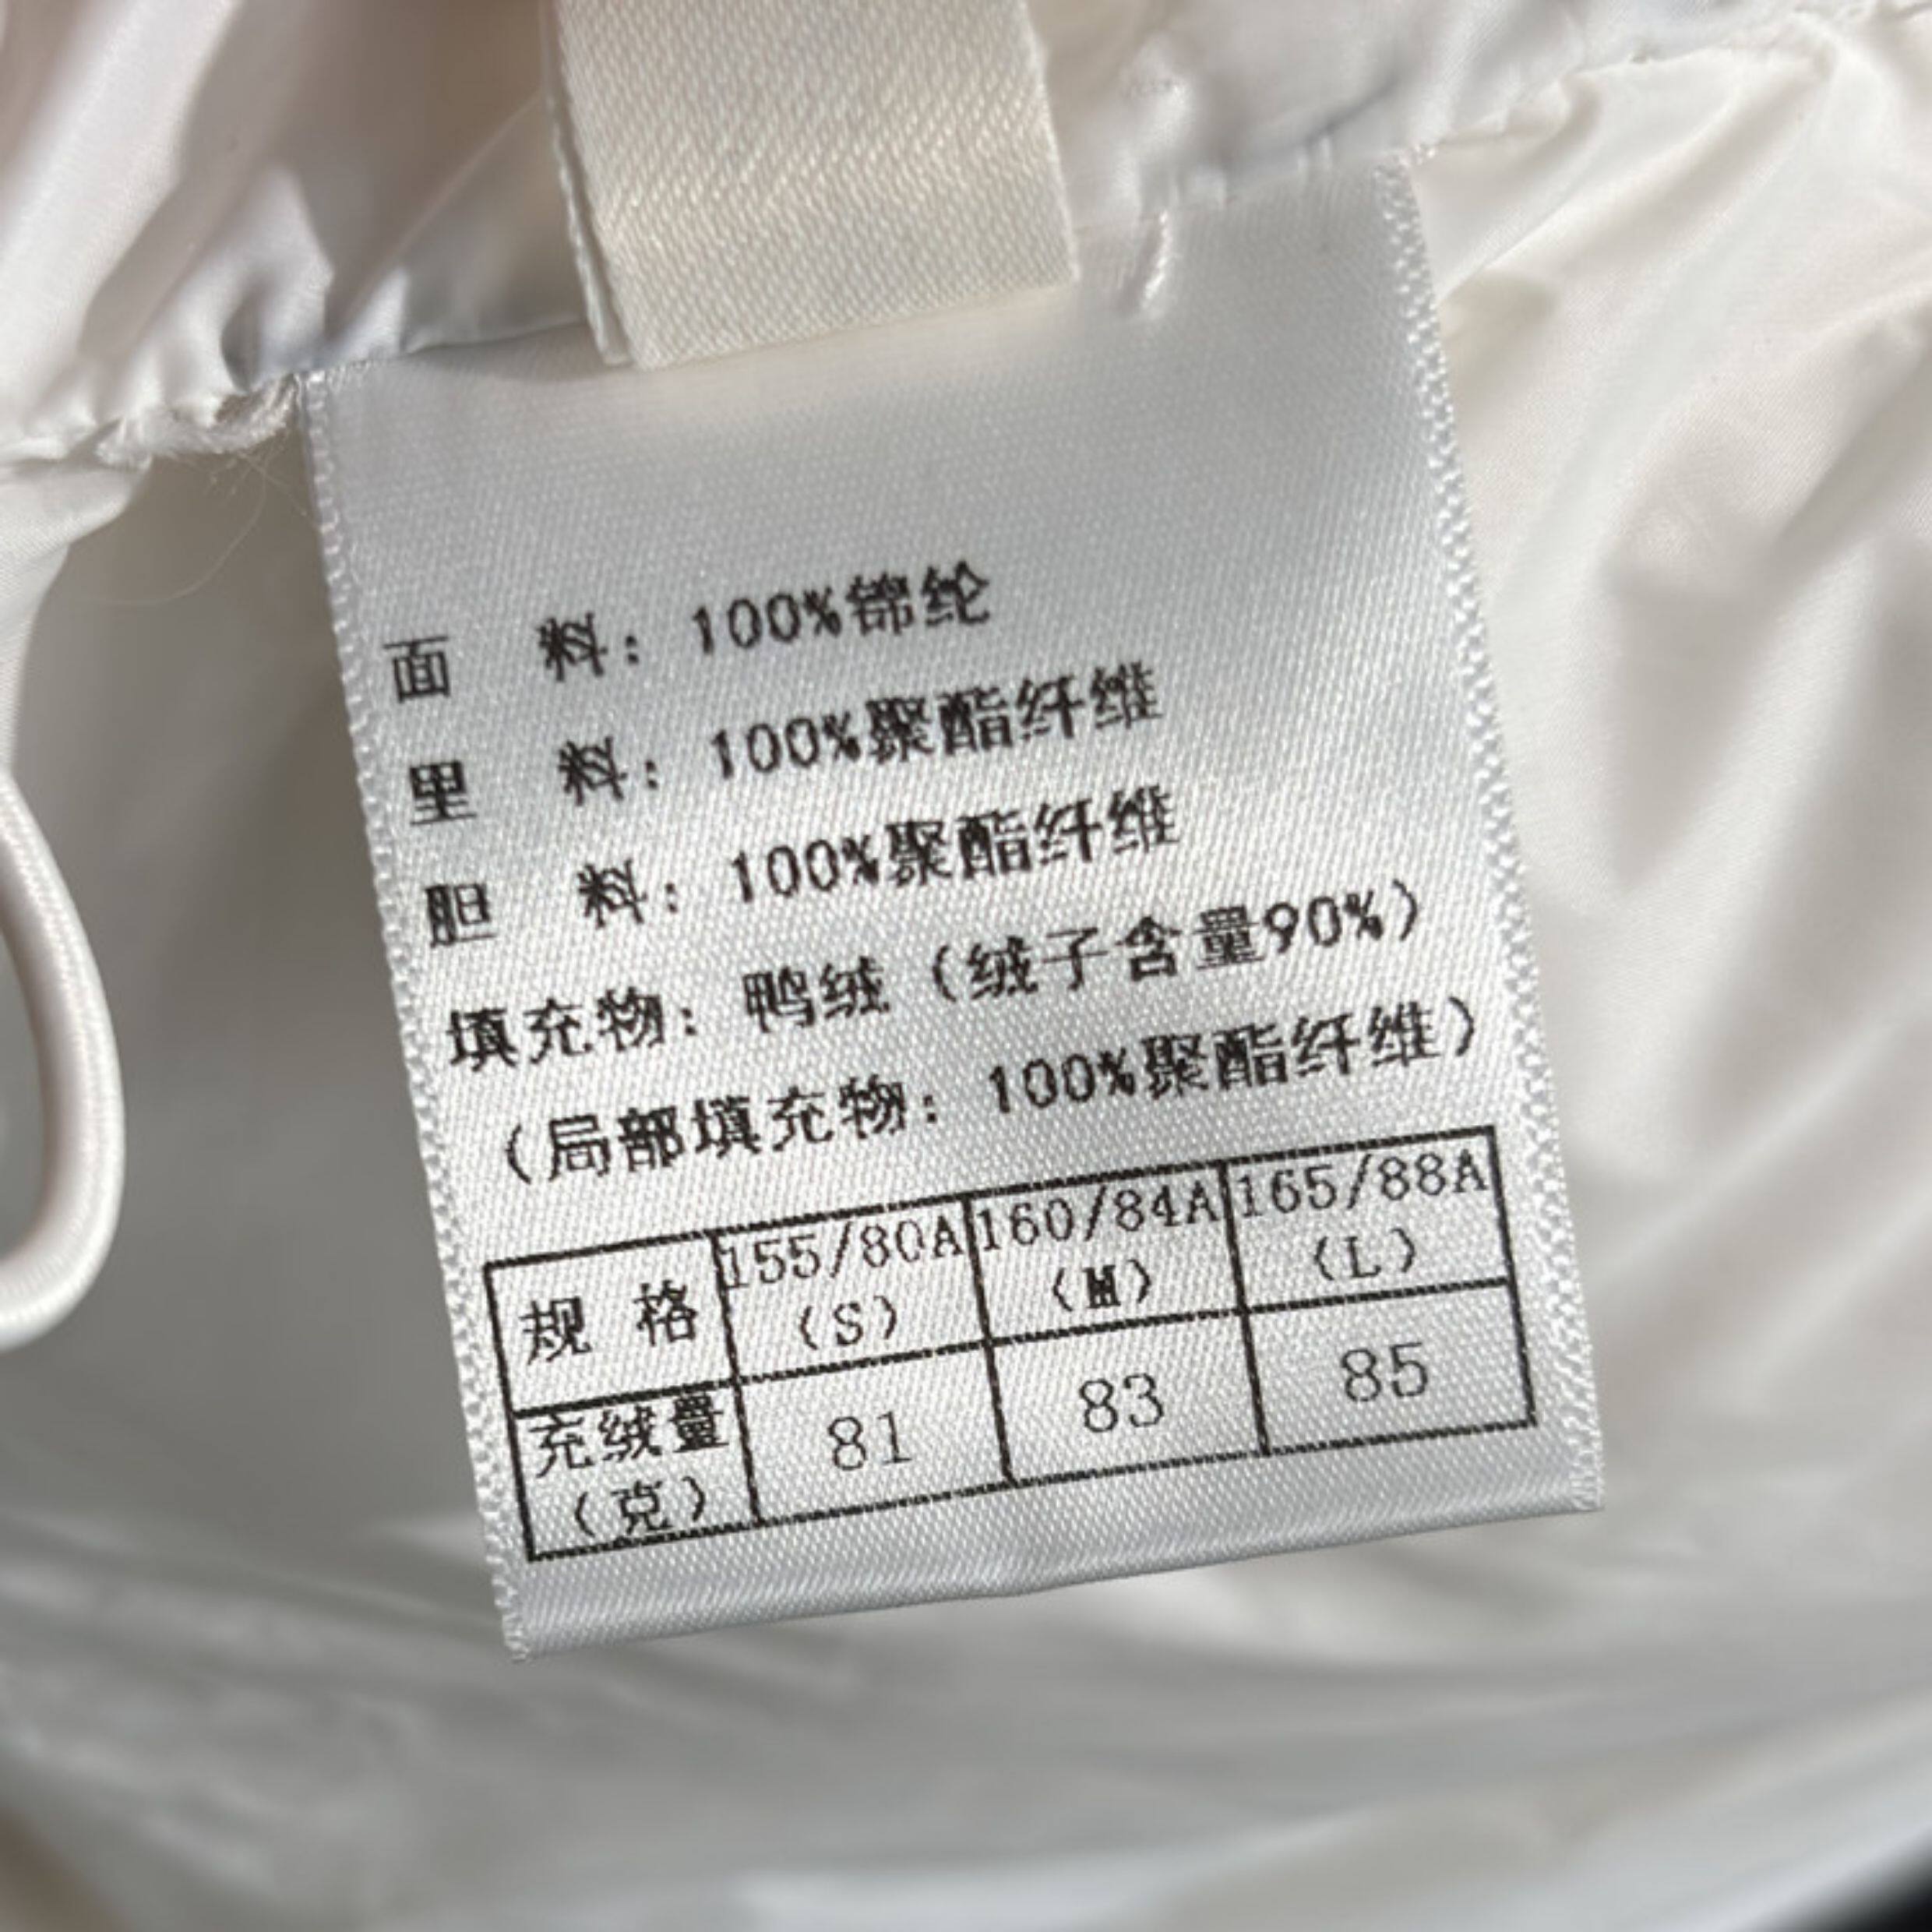 面 料：100%锦纶
里 料：100%聚酯纤维
胆 料：100%聚酯纤维
填充物：鸭绒（绒子含量90%）
（局部填充物：100%聚酯纤维）
规 格 155/80A（S） 160/84A（M） 165/88A（L）
充绒量（克） 81 83 85